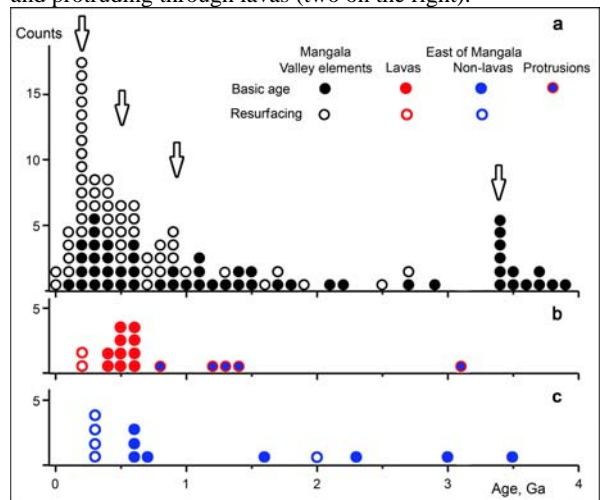 and protruding through lavas (two on the right).
Counts
a
Mangala
Valley elements
Lavas
East of Mangala
Non-lavas
Protrusions
Basic age
Resurfacing
15
10
5
b
5
c
5
0
1
2
3
4
Age, Ga